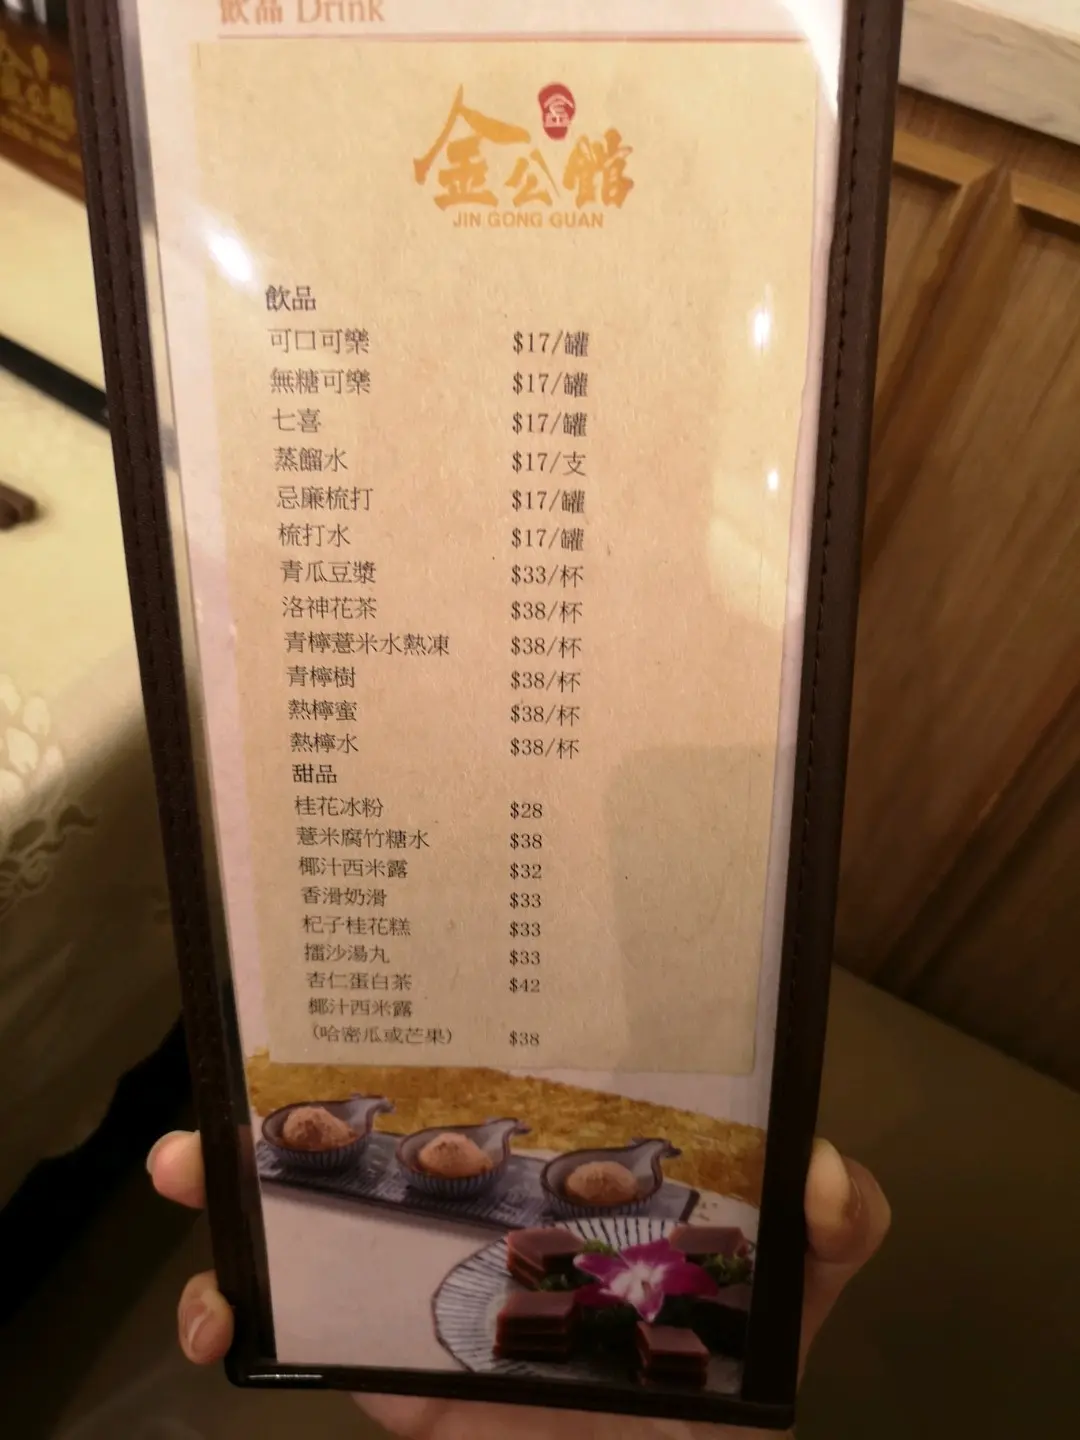 飲品 Drink
金公館
JIN GONG GUAN
飲品
可口可樂 $17/罐
無糖可樂 $17/罐
七喜 $17/罐
蒸餾水 $17/支
忌廉梳打 $17/罐
梳打水 $17/罐
青瓜豆漿 $33/杯
洛神花茶 $38/杯
青檸薏米水熱凍 $38/杯
青檸樹 $38/杯
熱檸蜜 $38/杯
熱檸水 $38/杯
甜品
桂花冰粉 $28
薏米腐竹糖水 $38
椰汁西米露 $32
香滑奶滑 $33
杞子桂花糕 $33
擂沙湯丸 $33
杏仁蛋白茶 $42
椰汁西米露
（哈密瓜或芒果） $38